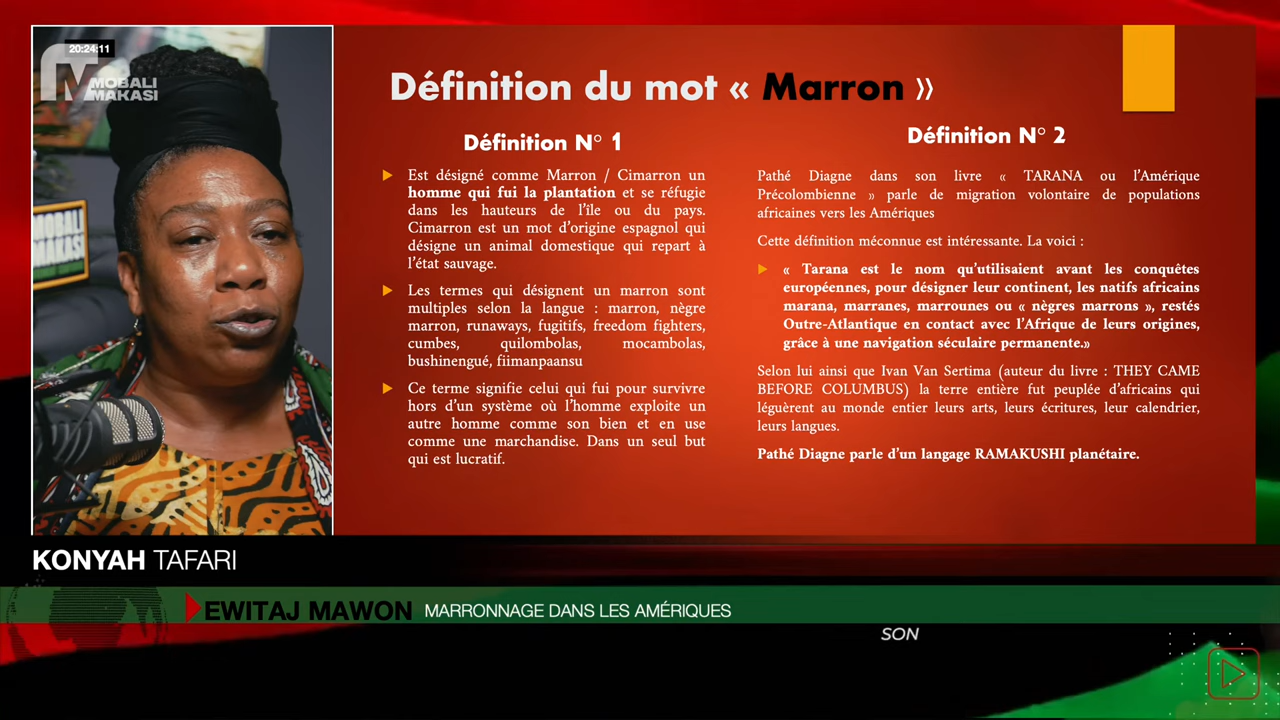 20:24:11
MOBALI
MAKASI
MOBALI
MAKASI
Définition du mot « Marron »
Définition N° 1
Est désigné comme Marron / Cimarron un
homme qui fui la plantation et se réfugie
dans les hauteurs de l'île ou du pays.
Cimarron est un mot d'origine espagnol qui
désigne un animal domestique qui repart à
l'état sauvage.
Les termes qui désignent un marron sont
multiples selon la langue : marron, nègre
marron, runaways, fugitifs, freedom fighters,
cumbes, quilombolas, mocambolas,
bushinengué, fiimanpaansu
Ce terme signifie celui qui fui pour survivre
hors d'un système où l'homme exploite un
autre homme comme son bien et en use
comme une marchandise. Dans un seul but
qui est lucratif.
Définition N° 2
Pathé Diagne dans son livre « TARANA ou l'Amérique
Précolombienne » parle de migration volontaire de populations
africaines vers les Amériques
Cette définition méconnue est intéressante. La voici :
« Tarana est le nom qu'utilisaient avant les conquêtes
européennes, pour désigner leur continent, les natifs africains
marana, marranes, marrounes ou « nègres marrons », restés
Outre-Atlantique en contact avec l'Afrique de leurs origines,
grâce à une navigation séculaire permanente.»
Selon lui ainsi que Ivan Van Sertima (auteur du livre : THEY CAME
BEFORE COLUMBUS) la terre entière fut peuplée d'africains qui
léguèrent au monde entier leurs arts, leurs écritures, leur calendrier,
leurs langues.
Pathé Diagne parle d'un langage RAMAKUSHI planétaire.
KONYAH TAFARI
EWITAJ MAWON MARRONNAGE DANS LES AMÉRIQUES
SON